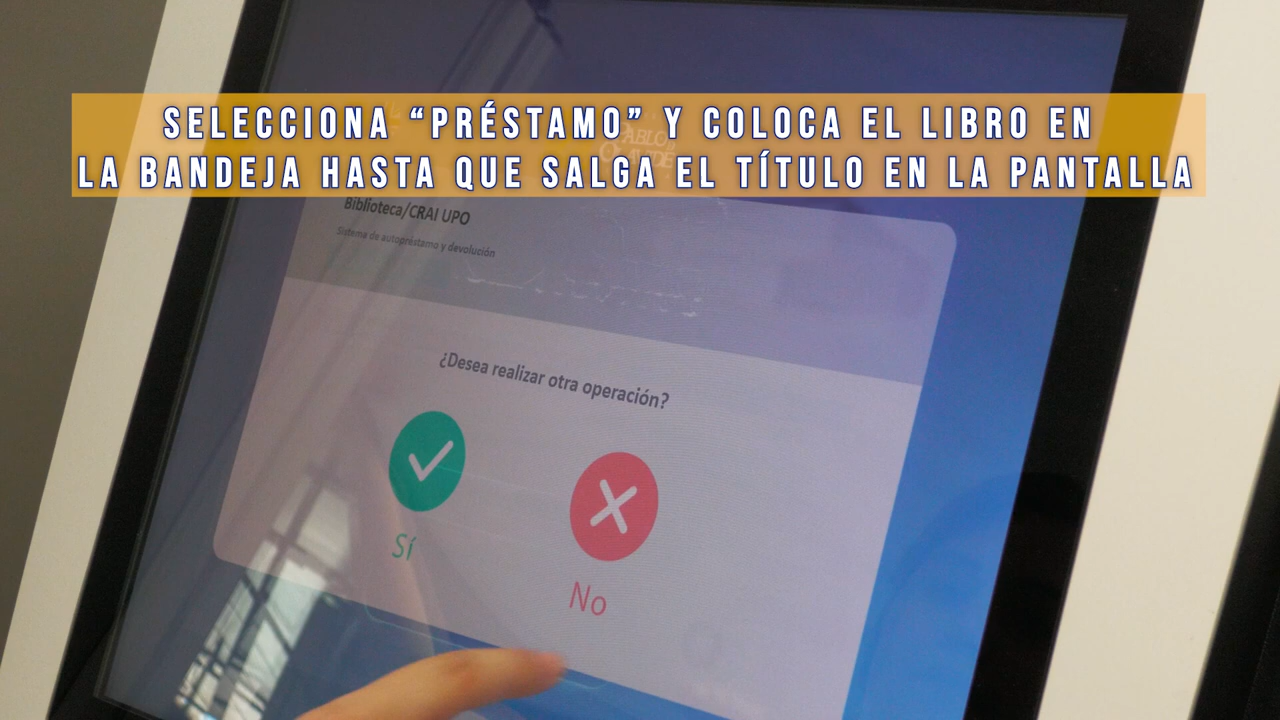 SELECCIONA “PRÉSTAMO” Y COLOCA EL LIBRO EN
LA BANDEJA HASTA QUE SALGA EL TÍTULO EN LA PANTALLA
Biblioteca/CRAI UPO
Sistema de autopréstamo y devolución
¿Desea realizar otra operación?
Sí
No